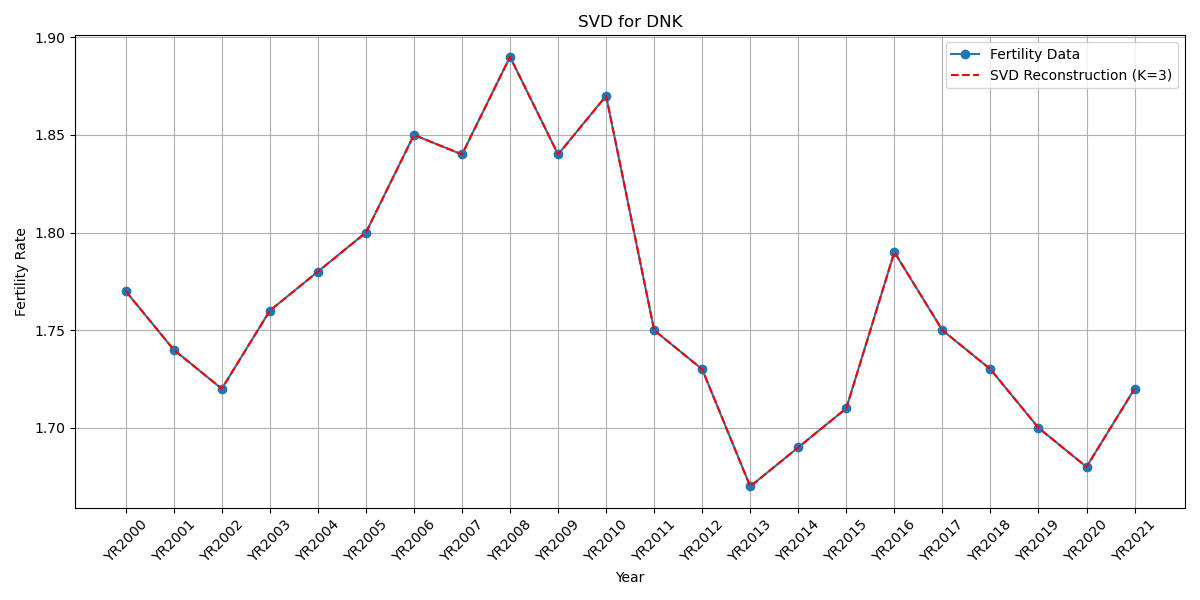 SVD for DNK
Fertility Data
SVD Reconstruction (K=3)
1.90
1.85
1.80
1.75
1.70
Fertility Rate
YR2000
YR2001
YR2002
YR2003
YR2004
YR2005
YR2006
YR2007
YR2008
YR2009
YR2010
YR2011
YR2012
YR2013
YR2014
YR2015
YR2016
YR2017
YR2018
YR2019
YR2020
YR2021
Year